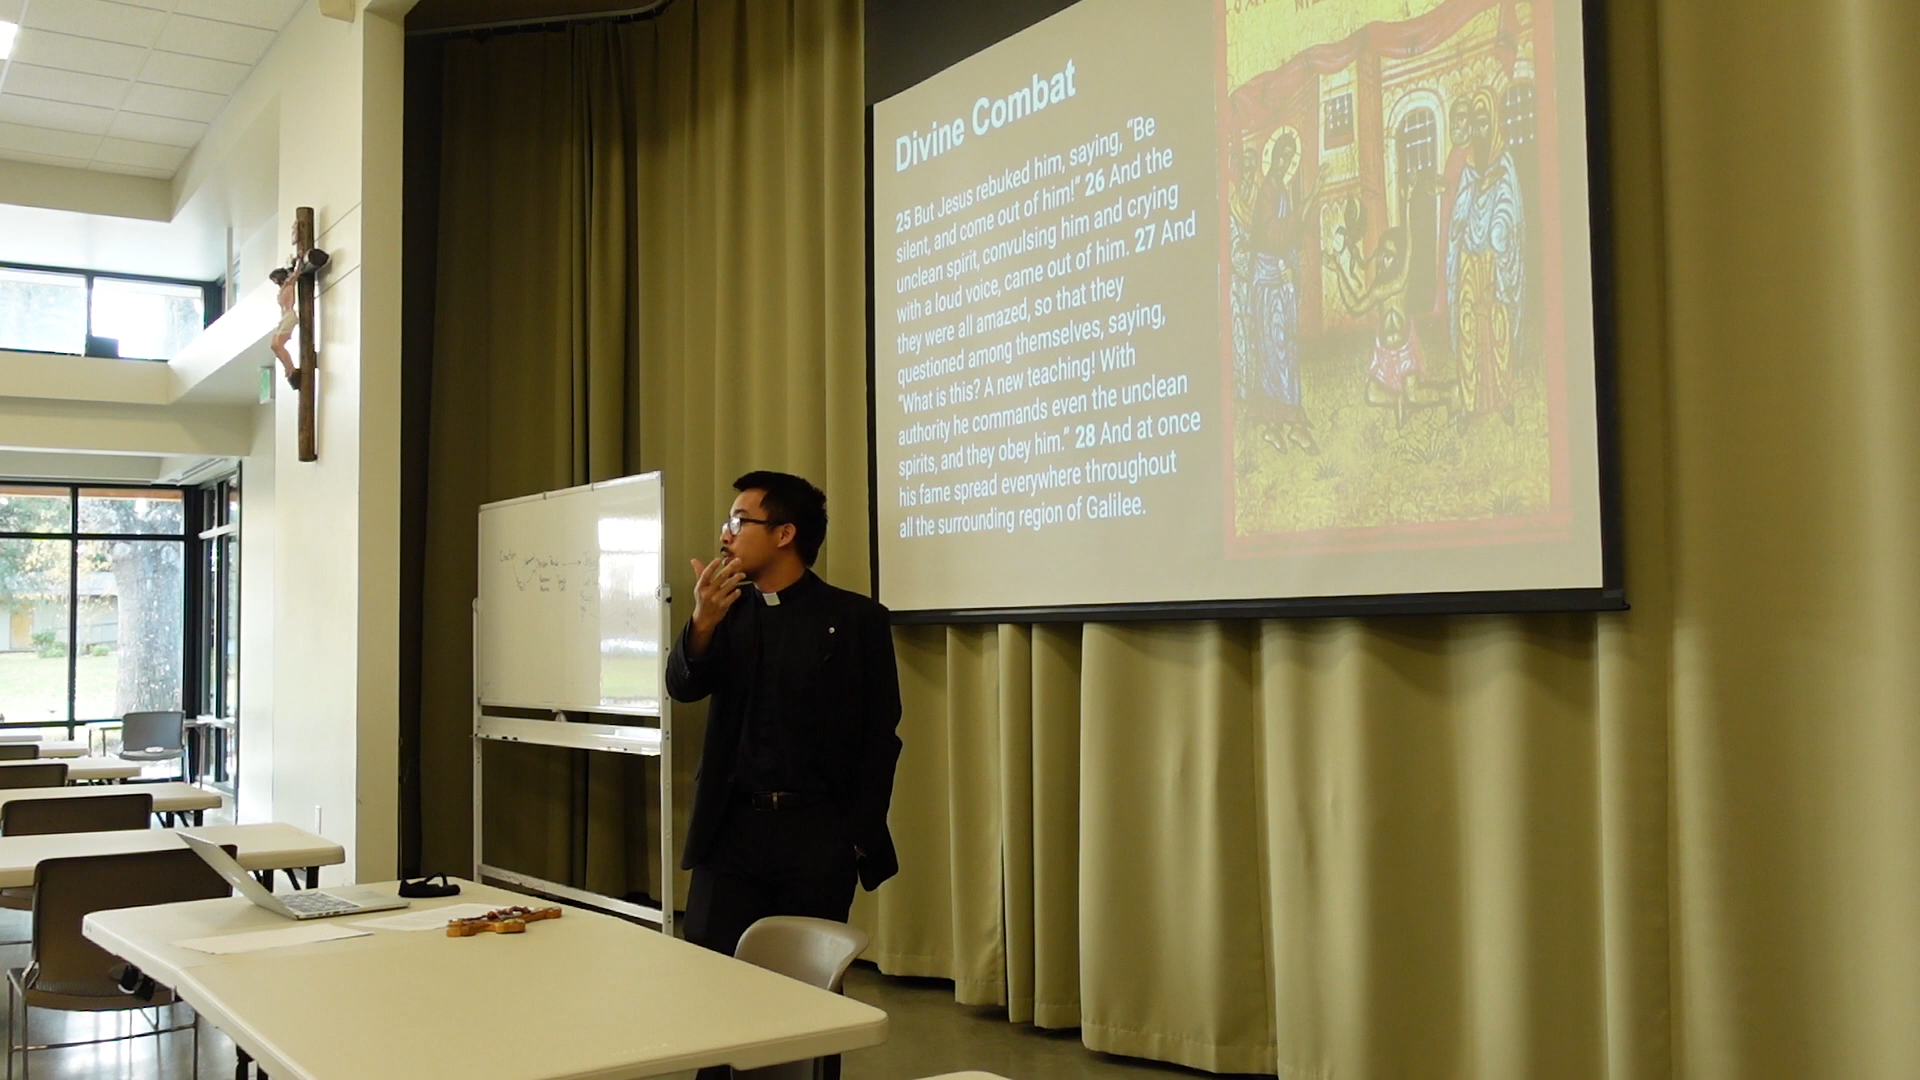 Divine Combat
25 But Jesus rebuked him, saying, “Be
silent, and come out of him!” 26 And the
unclean spirit, convulsing him and crying
with a loud voice, came out of him. 27 And
they were all amazed, so that they
questioned among themselves, saying,
“What is this? A new teaching! With
authority he commands even the unclean
spirits, and they obey him.” 28 And at once
his fame spread everywhere throughout
all the surrounding region of Galilee.